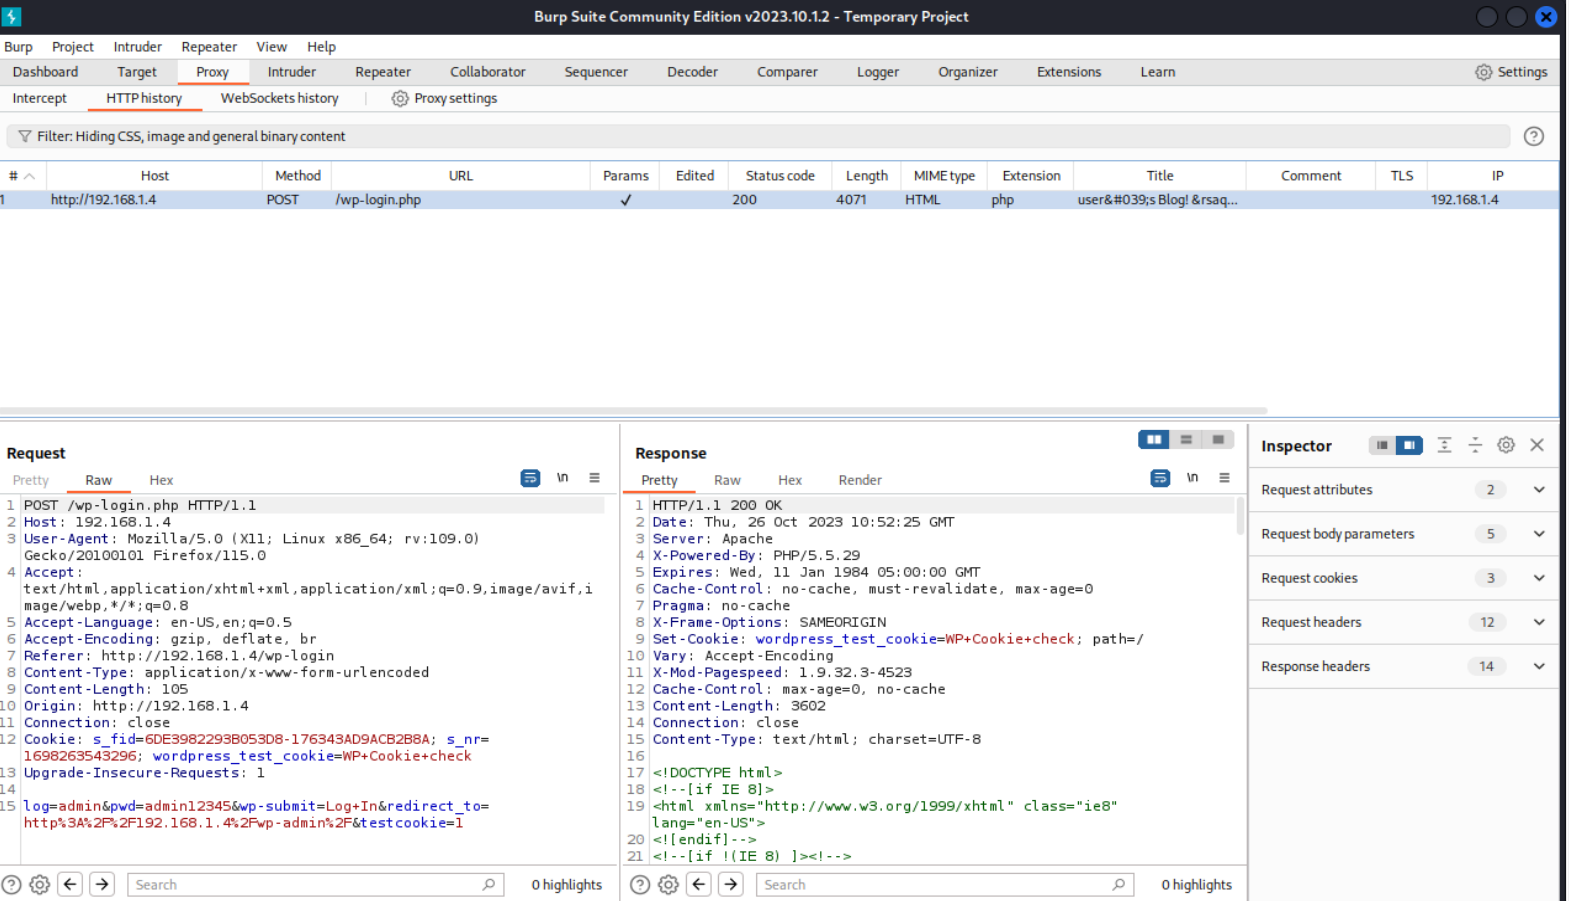 Burp Suite Community Edition v2023.10.1.2 - Temporary Project
Burp Project Intruder Repeater View Help
Dashboard Target Proxy Intruder Repeater Collaborator Sequencer Decoder Comparer Logger Organizer Extensions Learn Settings
Intercept HTTP history WebSockets history Proxy settings
Filter: Hiding CSS, image and general binary content
# Host Method URL Params Edited Status code Length MIME type Extension Title Comment TLS IP
1 http://192.168.1.4 POST /wp-login.php ✓ 200 4071 HTML php user&#039;s Blog! &rsaq... 192.168.1.4
Request
Pretty Raw Hex \n
1 POST /wp-login.php HTTP/1.1
2 Host: 192.168.1.4
3 User-Agent: Mozilla/5.0 (X11; Linux x86_64; rv:109.0)
Gecko/20100101 Firefox/115.0
4 Accept:
text/html,application/xhtml+xml,application/xml;q=0.9,image/avif,i
mage/webp,*/*;q=0.8
5 Accept-Language: en-US,en;q=0.5
6 Accept-Encoding: gzip, deflate, br
7 Referer: http://192.168.1.4/wp-login
8 Content-Type: application/x-www-form-urlencoded
9 Content-Length: 105
10 Origin: http://192.168.1.4
11 Connection: close
12 Cookie: s_fid=6DE3982293B053D8-176343AD9ACB2B8A; s_nr=
1698263543296; wordpress_test_cookie=WP+Cookie+check
13 Upgrade-Insecure-Requests: 1
14
15 log=admin&pwd=admin12345&wp-submit=Log+In&redirect_to=
http%3A%2F%2F192.168.1.4%2Fwp-admin%2F&testcookie=1
Search 0 highlights
Response
Pretty Raw Hex Render \n
1 HTTP/1.1 200 OK
2 Date: Thu, 26 Oct 2023 10:52:25 GMT
3 Server: Apache
4 X-Powered-By: PHP/5.5.29
5 Expires: Wed, 11 Jan 1984 05:00:00 GMT
6 Cache-Control: no-cache, must-revalidate, max-age=0
7 Pragma: no-cache
8 X-Frame-Options: SAMEORIGIN
9 Set-Cookie: wordpress_test_cookie=WP+Cookie+check; path=/
10 Vary: Accept-Encoding
11 X-Mod-Pagespeed: 1.9.32.3-4523
12 Cache-Control: max-age=0, no-cache
13 Content-Length: 3602
14 Connection: close
15 Content-Type: text/html; charset=UTF-8
16
17 <!DOCTYPE html>
18 <!--[if IE 8]>
19 <html xmlns="http://www.w3.org/1999/xhtml" class="ie8"
lang="en-US">
20 <![endif]-->
21 <!--[if !(IE 8) ]><!-->
Search 0 highlights
Inspector
Request attributes 2
Request body parameters 5
Request cookies 3
Request headers 12
Response headers 14